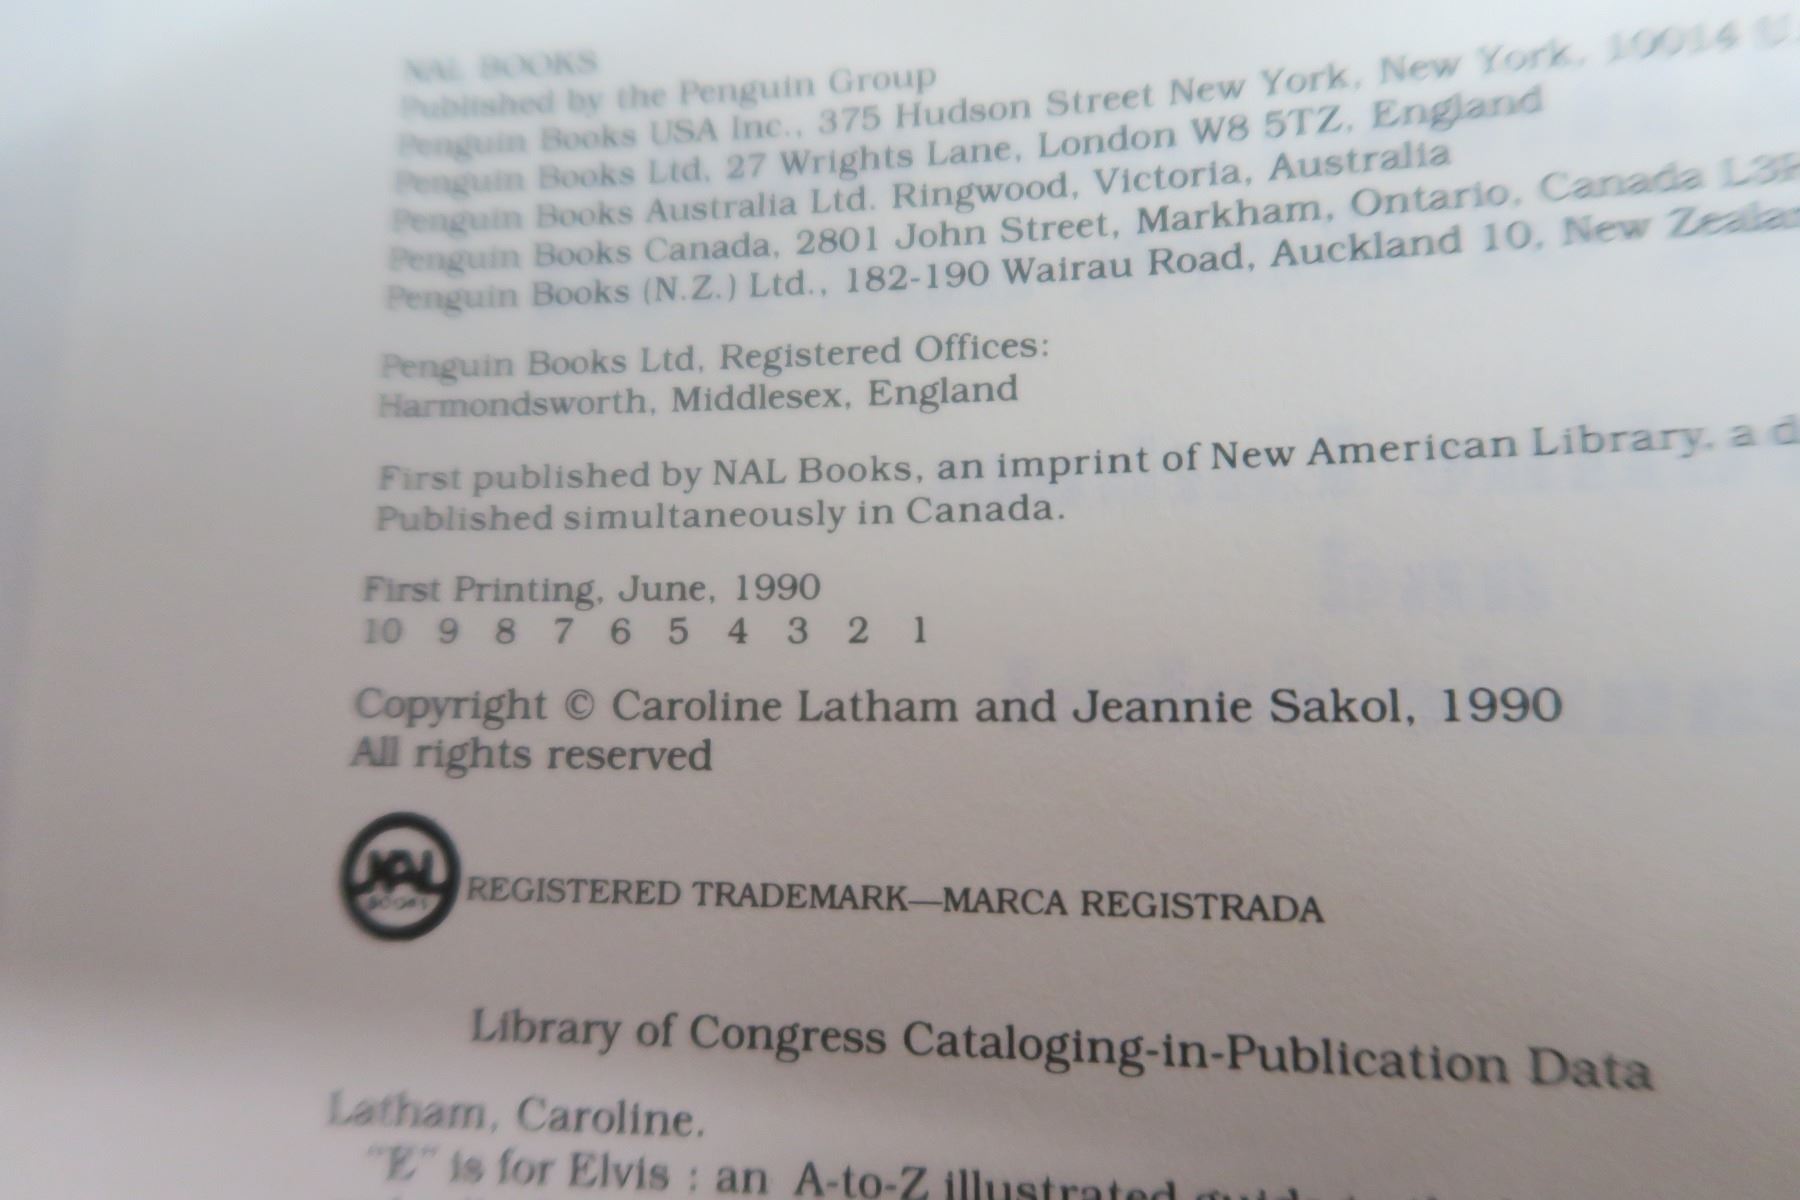 NAL BOOKS
Published by the Penguin Group
Penguin Books USA Inc., 375 Hudson Street New York, New York, 10014
Penguin Books Ltd, 27 Wrights Lane, London W8 5TZ, England
Penguin Books Australia Ltd. Ringwood, Victoria, Australia
Penguin Books Canada, 2801 John Street, Markham, Ontario, Canada
Penguin Books (N.Z.) Ltd., 182-190 Wairau Road, Auckland 10, New
Penguin Books Ltd, Registered Offices:
Harmondsworth, Middlesex, England
First published by NAL Books, an imprint of New American Library, a
Published simultaneously in Canada.
First Printing, June, 1990
10 9 8 7 6 5 4 3 2 1
Copyright © Caroline Latham and Jeannie Sakol, 1990
All rights reserved
NAL BOOKS
REGISTERED TRADEMARK—MARCA REGISTRADA
Library of Congress Cataloging-in-Publication Data
Latham, Caroline.
"E" is for Elvis : an A-to-Z illustrated